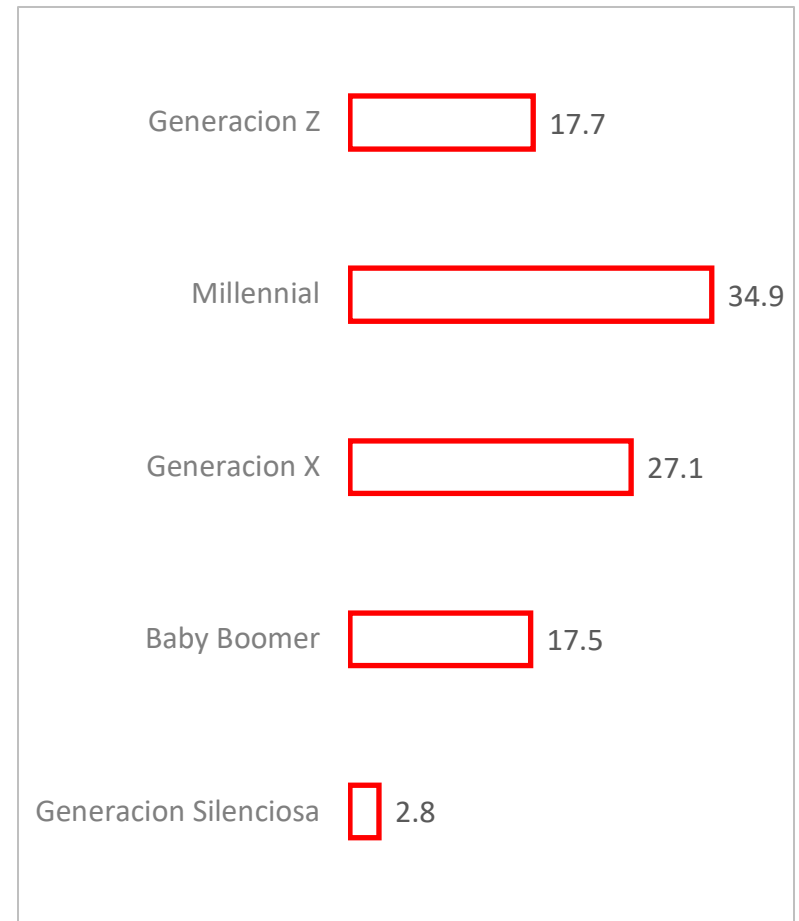 Generacion Z 17.7
Millennial 34.9
Generacion X 27.1
Baby Boomer 17.5
Generacion Silenciosa 2.8